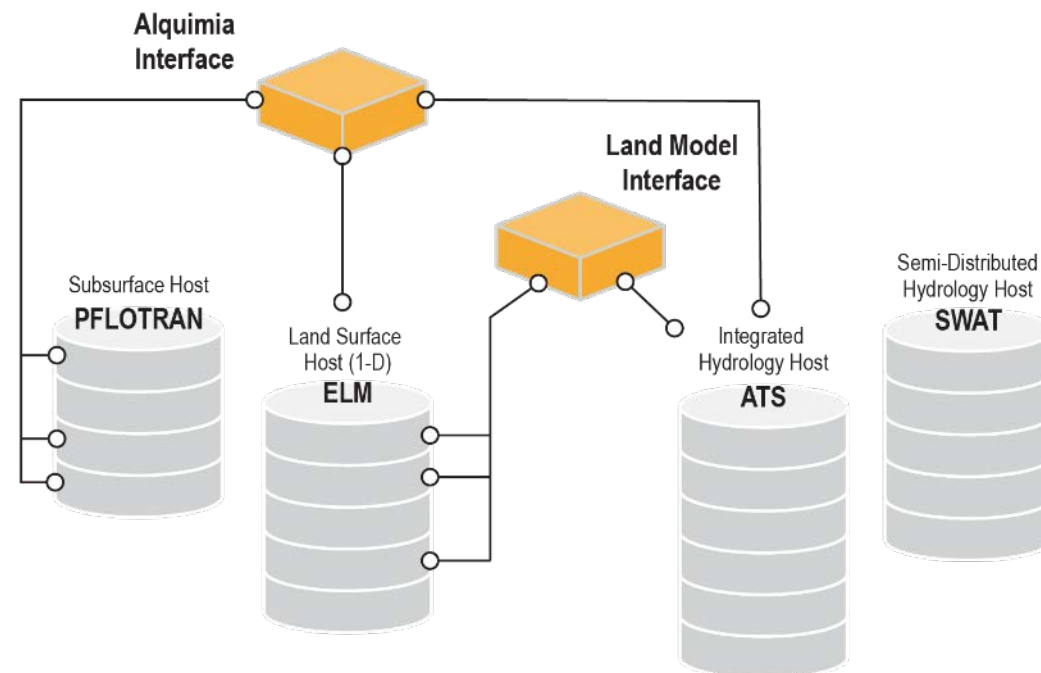 Alquimia
Interface
Land Model
Interface
Subsurface Host
PFLOTRAN
Land Surface
Host (1-D)
ELM
Integrated
Hydrology Host
ATS
Semi-Distributed
Hydrology Host
SWAT